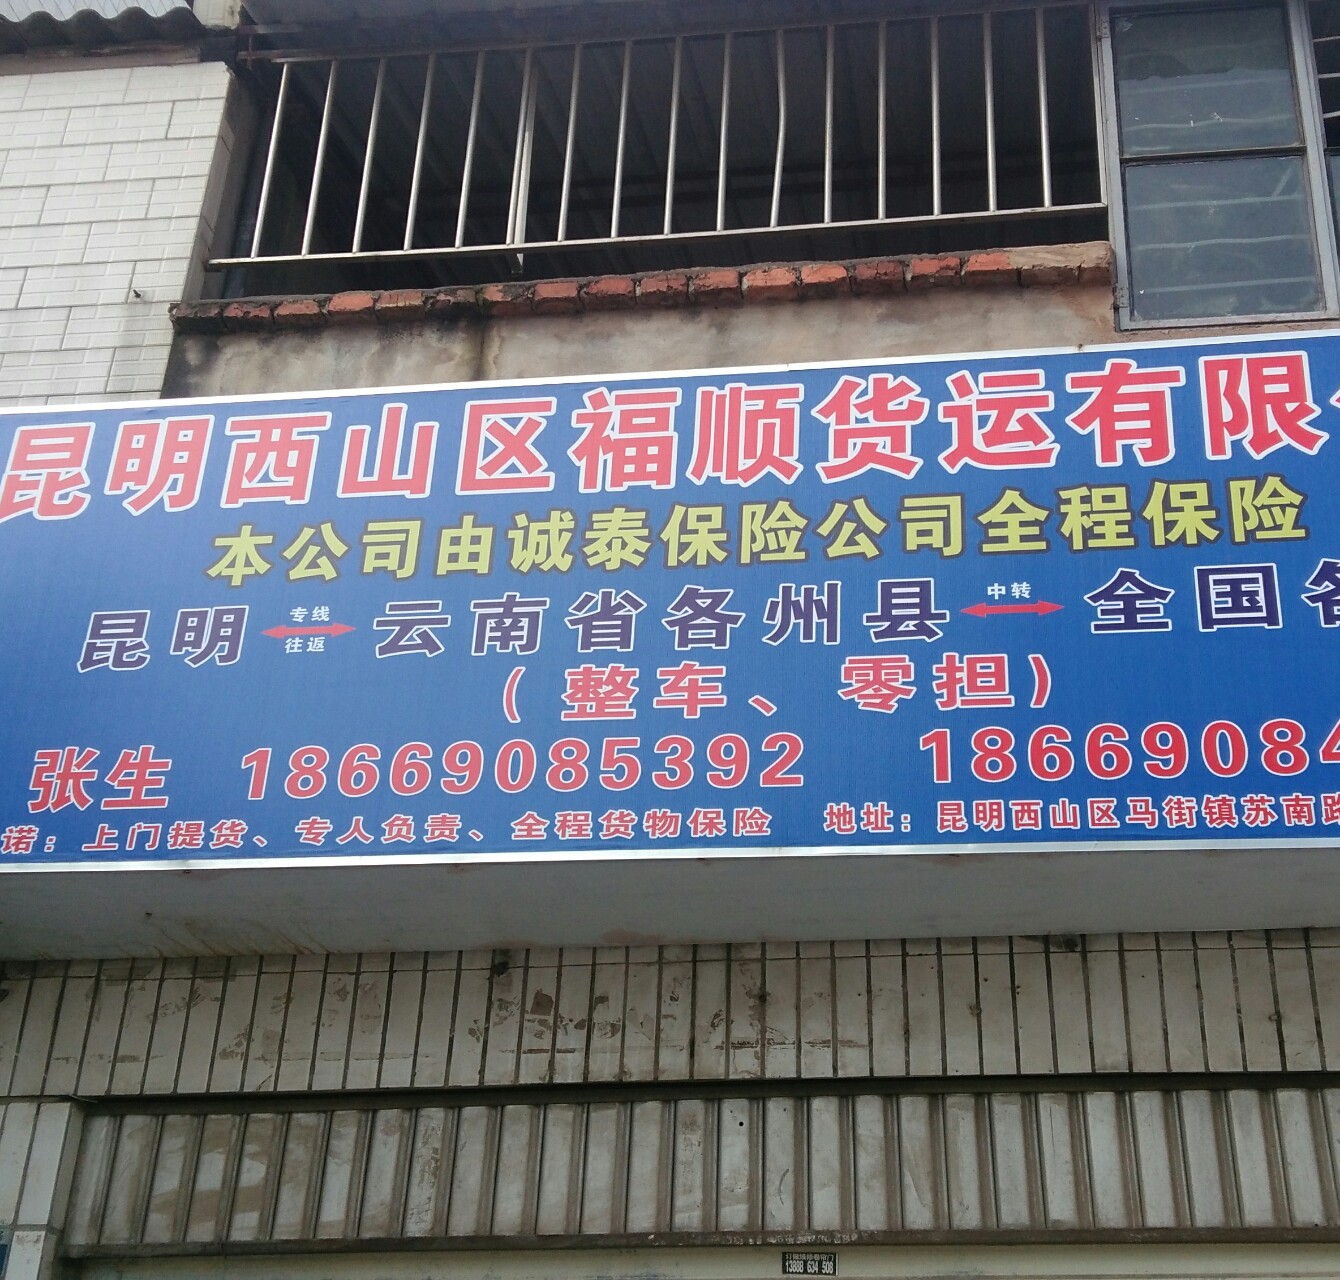 昆明西山区福顺货运有限
本公司由诚泰保险公司全程保险
昆明 专线 往返 云南省各州县 中转 全国各
(整车、零担)
张生 18669085392 18669084
诺：上门提货、专人负责、全程货物保险 地址：昆明西山区马街镇苏南路
13888 634 508